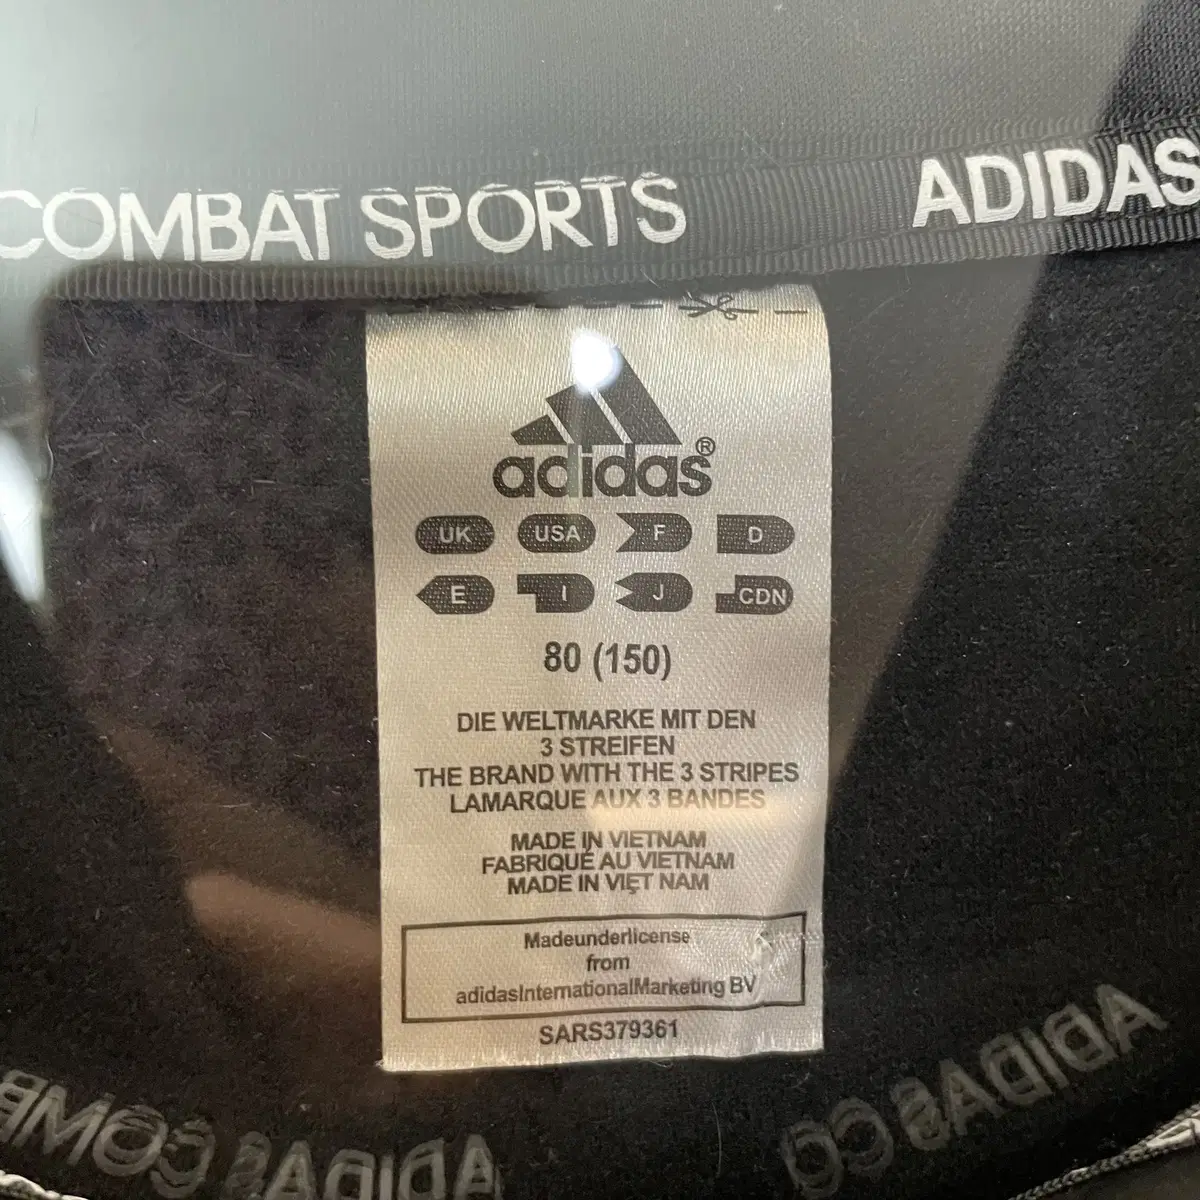 COMBAT SPORTS ADIDAS
adidas®
UK USA F D
E I J CDN
80 (150)
DIE WELTMARKE MIT DEN
3 STREIFEN
THE BRAND WITH THE 3 STRIPES
LAMARQUE AUX 3 BANDES
MADE IN VIETNAM
FABRIQUÉ AU VIETNAM
MADE IN VIỆT NAM
Madeunderlicense
from
adidasInternationalMarketing BV
SARS379361
ADIDAS CO
ADIDAS COMB